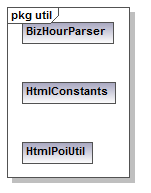 pkg util
BizHourParser
HtmlConstants
HtmlPoiUtil